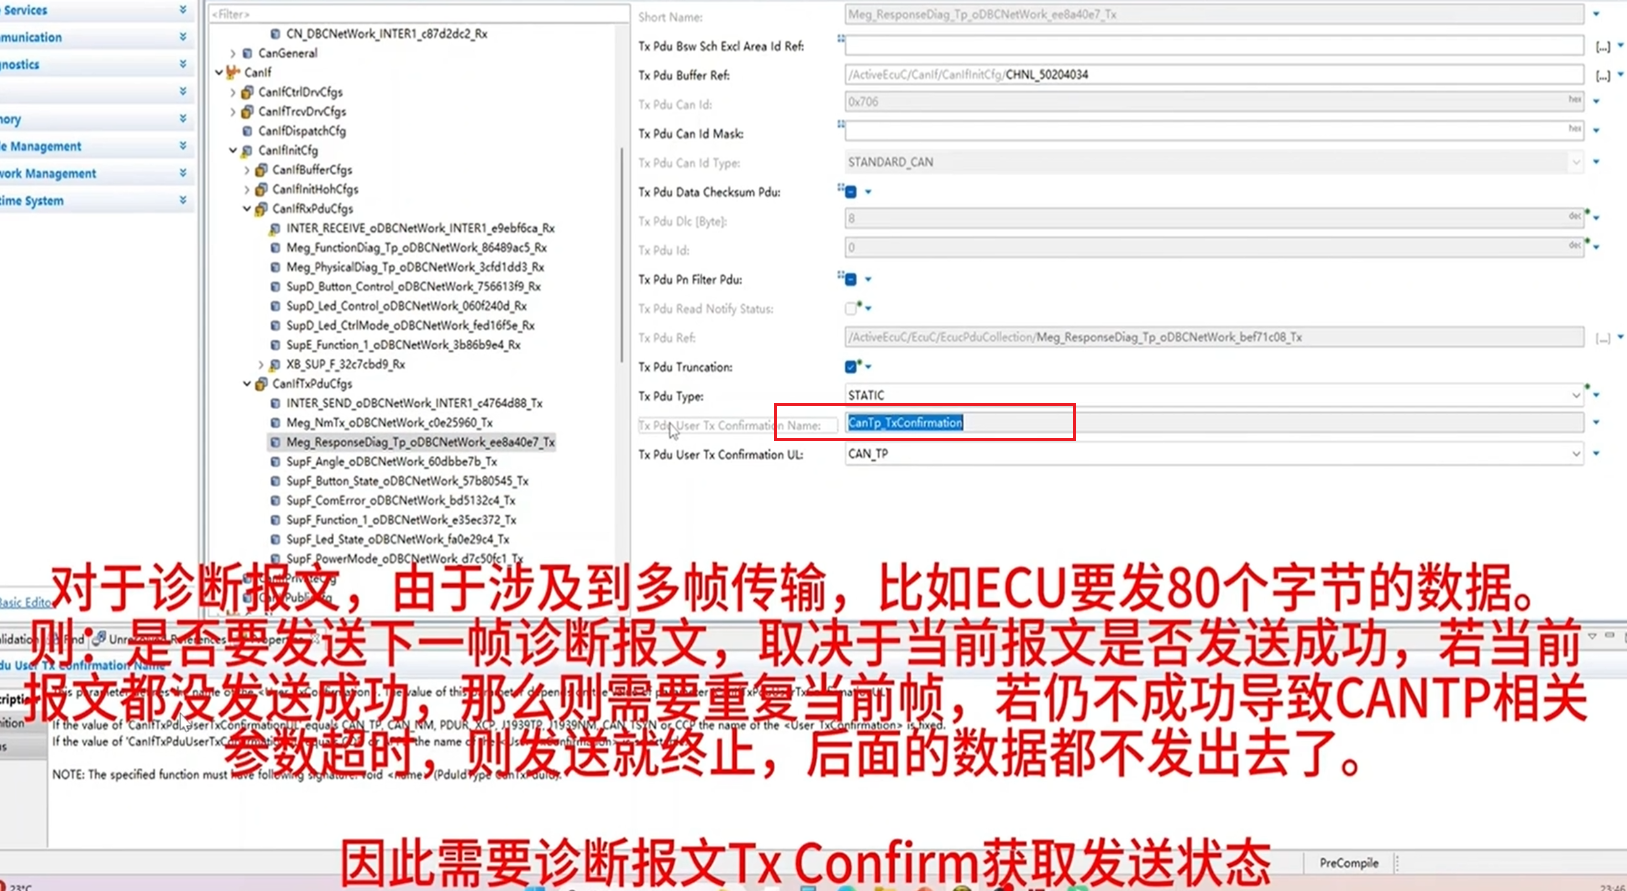 Services
munication
gnostics
ory
e Management
work Management
time System
Basic Edito
<Filter>
CN_DBCNetWork_INTER1_c87d2dc2_Rx
CanGeneral
CanIf
CanIfCtrlDrvCfgs
CanIfTrcvDrvCfgs
CanIfDispatchCfg
CanIfInitCfg
CanIfBufferCfgs
CanIfInitHohCfgs
CanIfRxPduCfgs
INTER_RECEIVE_oDBCNetWork_INTER1_e9ebf6ca_Rx
Meg_FunctionDiag_Tp_oDBCNetWork_86489ac5_Rx
Meg_PhysicalDiag_Tp_oDBCNetWork_3cfd1dd3_Rx
SupD_Button_Control_oDBCNetWork_756613f9_Rx
SupD_Led_Control_oDBCNetWork_060f240d_Rx
SupD_Led_CtrlMode_oDBCNetWork_fed16f5e_Rx
SupE_Function_1_oDBCNetWork_3b86b9e4_Rx
XB_SUP_F_32c7cbd9_Rx
CanIfTxPduCfgs
INTER_SEND_oDBCNetWork_INTER1_c4764d88_Tx
Meg_NmTx_oDBCNetWork_c0e25960_Tx
Meg_ResponseDiag_Tp_oDBCNetWork_ee8a40e7_Tx
SupF_Angle_oDBCNetWork_60dbbe7b_Tx
SupF_Button_State_oDBCNetWork_57b80545_Tx
SupF_ComError_oDBCNetWork_bd5132c4_Tx
SupF_Function_1_oDBCNetWork_e35ec372_Tx
SupF_Led_State_oDBCNetWork_fa0e29c4_Tx
SupF_PowerMode_oDBCNetWork_d7c50fc1_Tx
Short Name: Meg_ResponseDiag_Tp_oDBCNetWork_ee8a40e7_Tx
Tx Pdu Bsw Sch Excl Area Id Ref: [...]
Tx Pdu Buffer Ref: /ActiveEcuC/CanIf/CanIfInitCfg/CHNL_50204034 [...]
Tx Pdu Can Id: 0x706 hex
Tx Pdu Can Id Mask: hex
Tx Pdu Can Id Type: STANDARD_CAN
Tx Pdu Data Checksum Pdu:
Tx Pdu Dlc [Byte]: 8 dec
Tx Pdu Id: 0 dec
Tx Pdu Pn Filter Pdu:
Tx Pdu Read Notify Status:
Tx Pdu Ref: /ActiveEcuC/EcuC/EcucPduCollection/Meg_ResponseDiag_Tp_oDBCNetWork_bef71c08_Tx [...]
Tx Pdu Truncation:
Tx Pdu Type: STATIC
Tx Pdu User Tx Confirmation Name: CanTp_TxConfirmation
Tx Pdu User Tx Confirmation UL: CAN_TP
对于诊断报文，由于涉及到多帧传输，比如ECU要发80个字节的数据。
则：是否要发送下一帧诊断报文，取决于当前报文是否发送成功，若当前
报文都没发送成功，那么则需要重复当前帧，若仍不成功导致CANTP相关
参数超时，则发送就终止，后面的数据都不发出去了。
If the value of 'CanIfTxPduUserTxConfirmationUL' equals CAN_TP, CAN_NM, PDUR, XCP, J1939TP, J1939NM, CAN_TSYN or CCP the name of the <User_TxConfirmation> is fixed.
NOTE: The specified function must have following signature: void <name> (PduIdType CanTxPduId).
因此需要诊断报文Tx Confirm获取发送状态
PreCompile
23°C
23:46